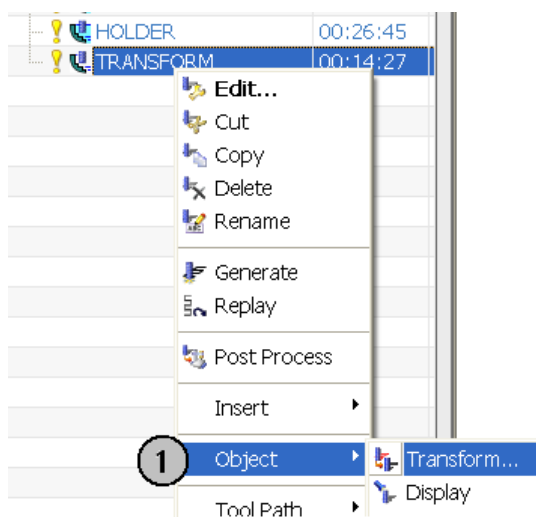 HOLDER 00:26:45
TRANSFORM 00:14:27
Edit...
Cut
Copy
Delete
Rename
Generate
Replay
Post Process
Insert
1 Object Transform...
Display
Tool Path